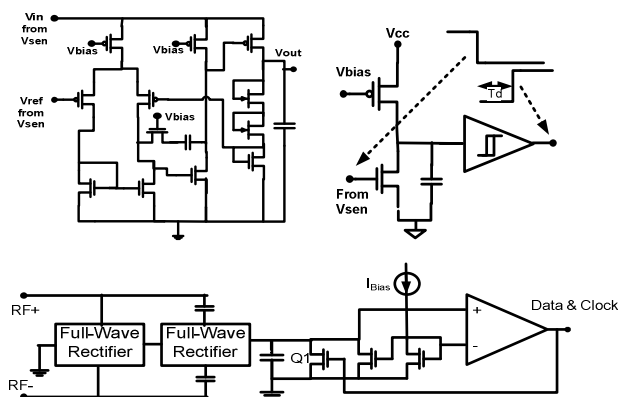 Vin
from
Vsen
Vbias
Vbias
Vout
Vref
from
Vsen
Vbias
Vcc
Vbias
Td
From
Vsen
RF+
Full-Wave
Rectifier
Full-Wave
Rectifier
RF-
Q1
IBias
+
-
Data & Clock